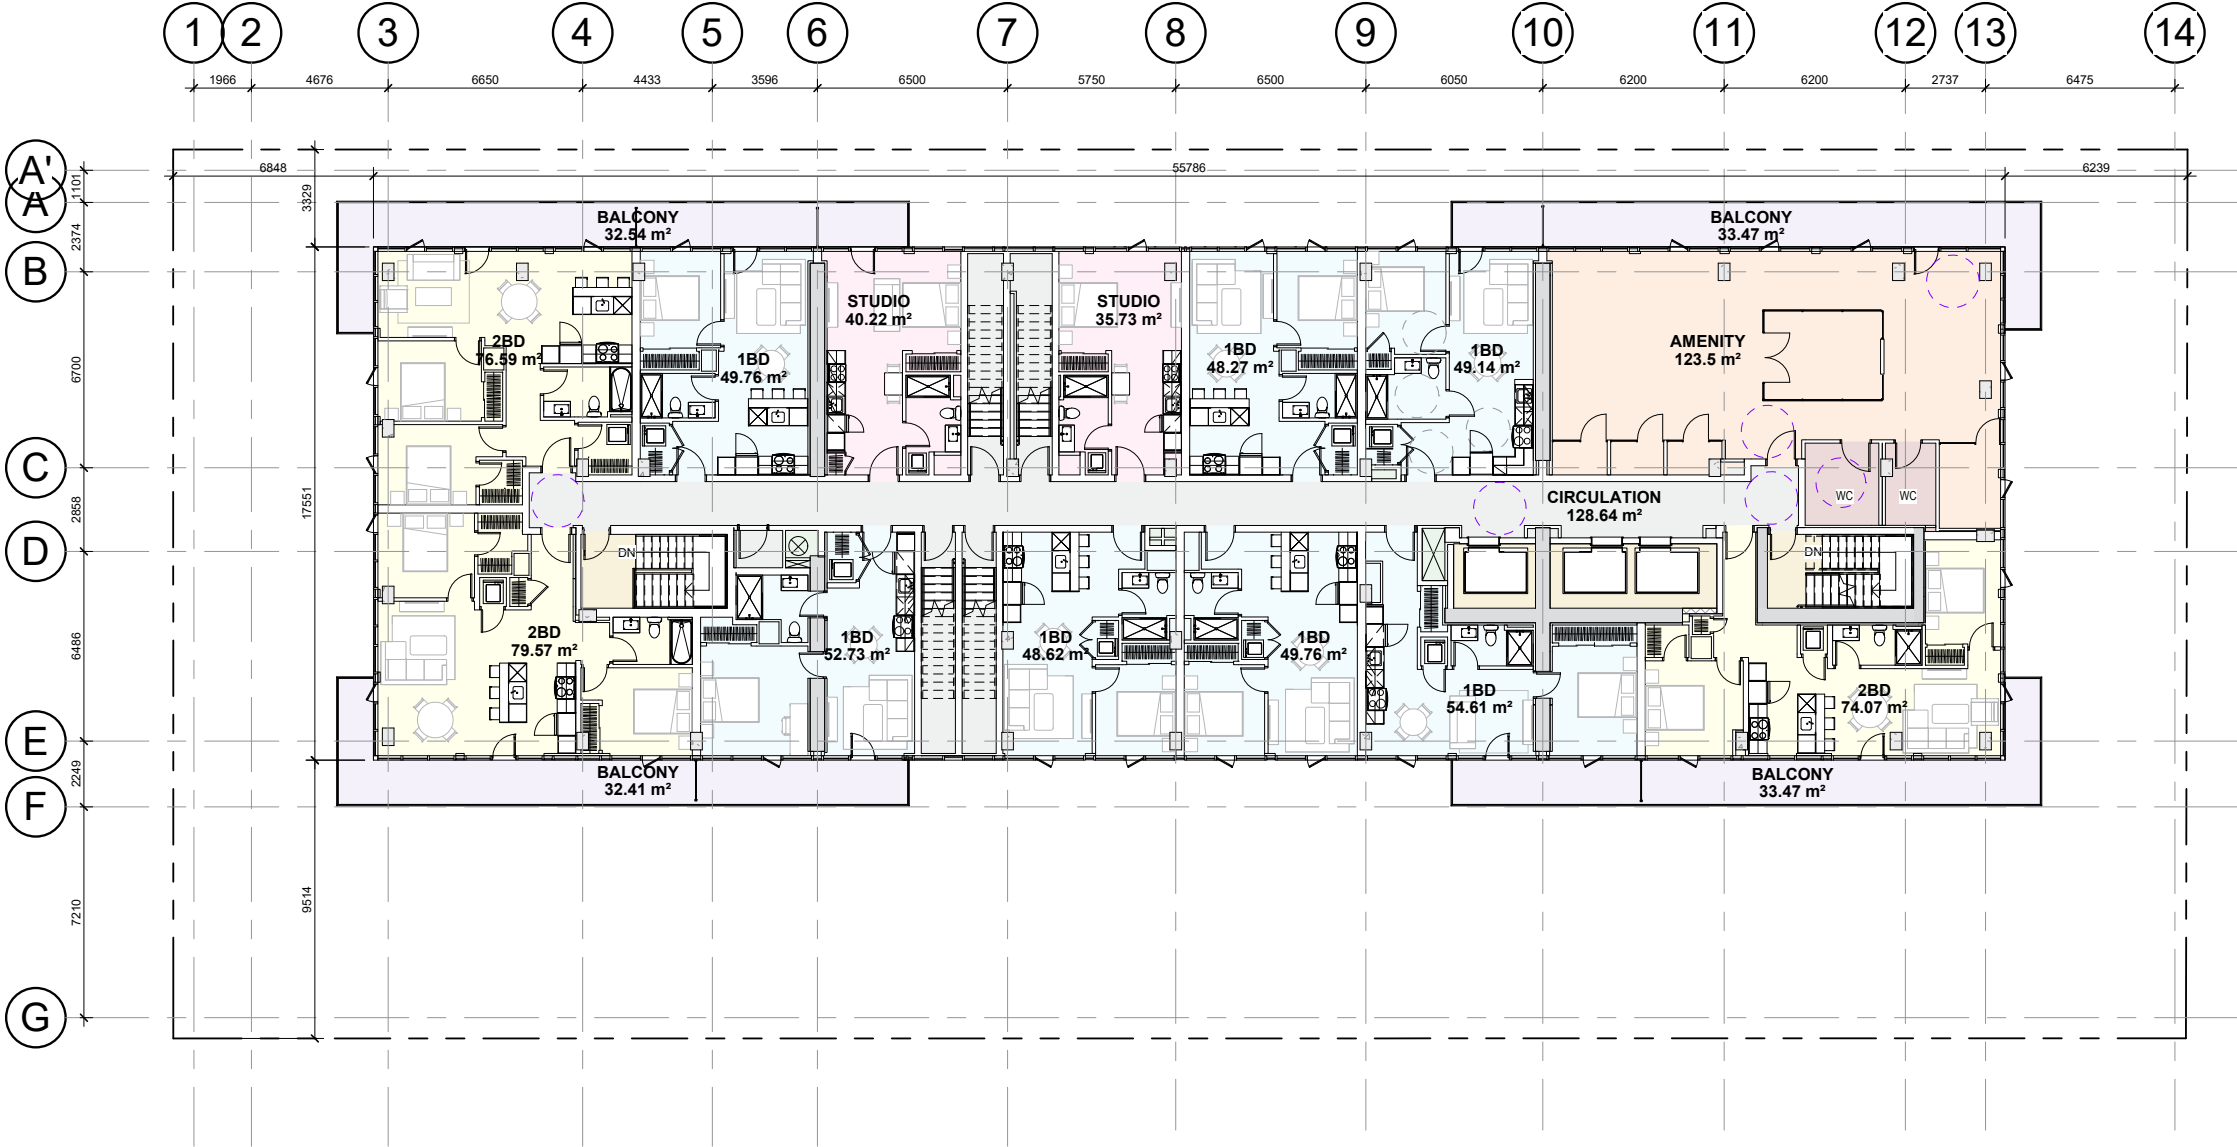 1 2 3 4 5 6 7 8 9 10 11 12 13 14
1966 4676 6650 4433 3596 6500 5750 6500 6050 6200 6200 2737 6475
A'
A
B
C
D
E
F
G
1101
2374
6700
2858
6486
2249
7210
6848 55786 6239
3329
17551
9514
BALCONY
32.54 m²
BALCONY
33.47 m²
2BD
76.59 m²
1BD
49.76 m²
STUDIO
40.22 m²
STUDIO
35.73 m²
1BD
48.27 m²
1BD
49.14 m²
AMENITY
123.5 m²
CIRCULATION
128.64 m²
WC
WC
DN
DN
2BD
79.57 m²
1BD
52.73 m²
1BD
48.62 m²
1BD
49.76 m²
1BD
54.61 m²
2BD
74.07 m²
BALCONY
32.41 m²
BALCONY
33.47 m²